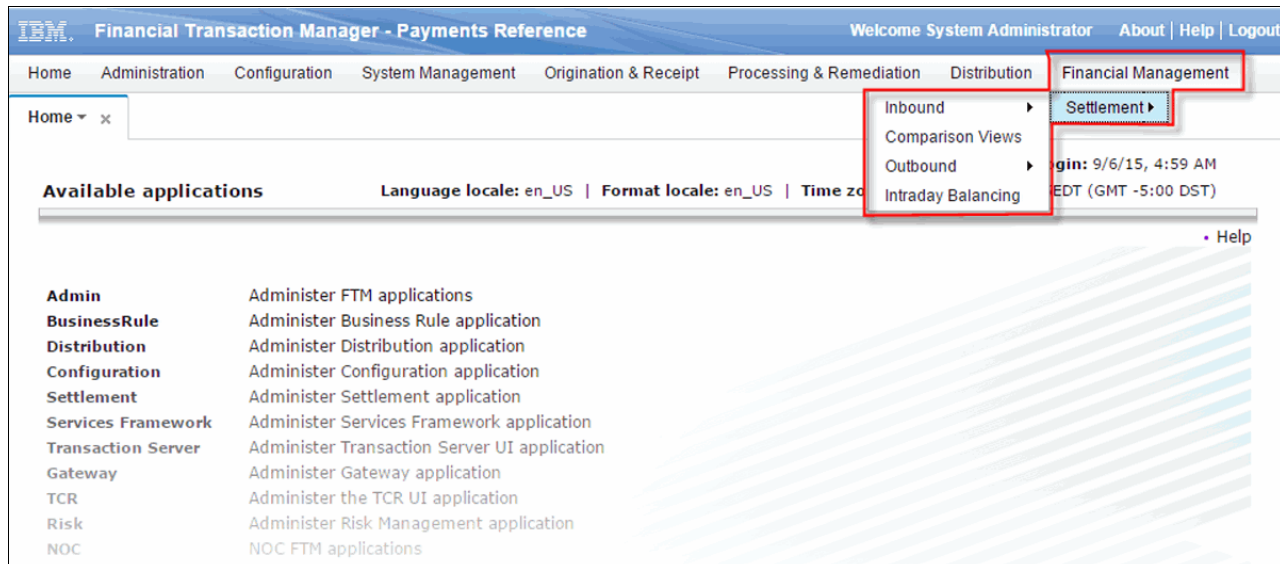 IBM. Financial Transaction Manager - Payments Reference Welcome System Administrator About | Help | Logout
Home Administration Configuration System Management Origination & Receipt Processing & Remediation Distribution Financial Management
Home
Inbound
Comparison Views
Outbound
Intraday Balancing
Settlement
gin: 9/6/15, 4:59 AM
Available applications Language locale: en_US | Format locale: en_US | Time zo EDT (GMT -5:00 DST)
• Help
Admin Administer FTM applications
BusinessRule Administer Business Rule application
Distribution Administer Distribution application
Configuration Administer Configuration application
Settlement Administer Settlement application
Services Framework Administer Services Framework application
Transaction Server Administer Transaction Server UI application
Gateway Administer Gateway application
TCR Administer the TCR UI application
Risk Administer Risk Management application
NOC NOC FTM applications